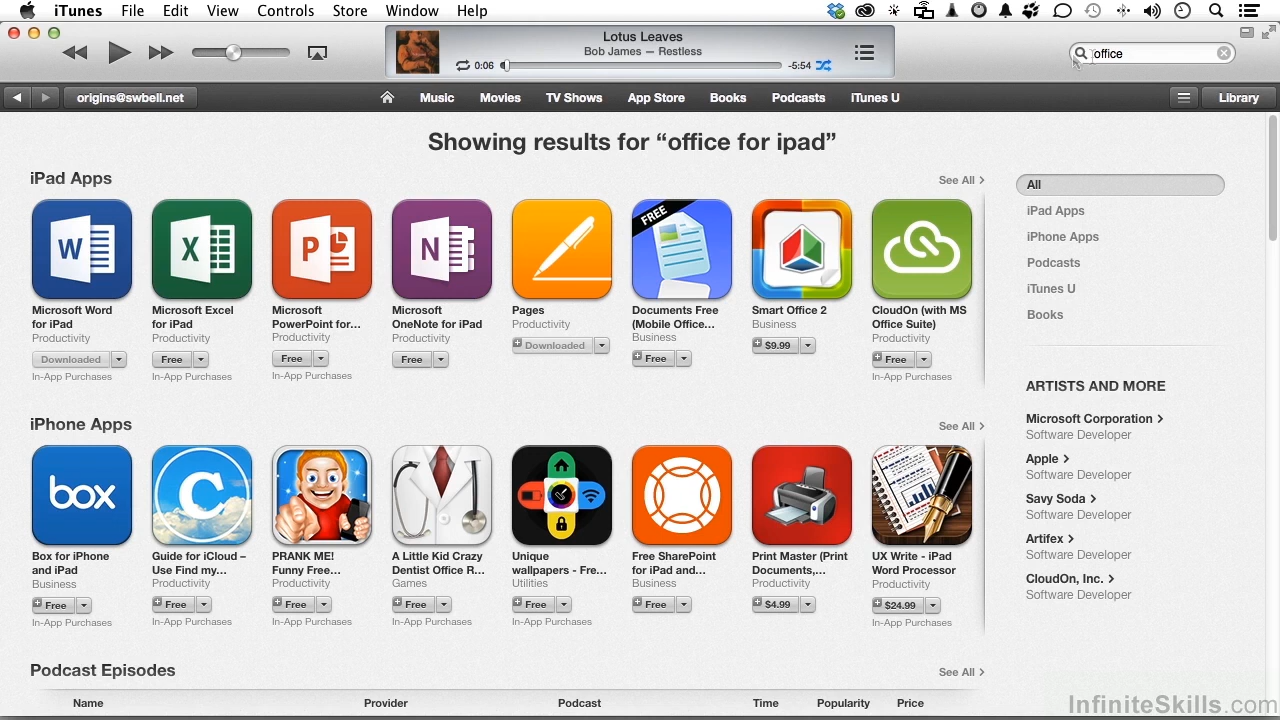 iTunes File Edit View Controls Store Window Help
Lotus Leaves
Bob James — Restless
0:06 -5:54
office
origins@swbell.net Music Movies TV Shows App Store Books Podcasts iTunes U Library
Showing results for “office for ipad”
iPad Apps See All >
W X P N FREE
Microsoft Word for iPad
Productivity
Downloaded
In-App Purchases
Microsoft Excel for iPad
Productivity
Free
In-App Purchases
Microsoft PowerPoint for...
Productivity
Free
In-App Purchases
Microsoft OneNote for iPad
Productivity
Free
Pages
Productivity
Downloaded
Documents Free (Mobile Office...
Business
Free
Smart Office 2
Business
$9.99
CloudOn (with MS Office Suite)
Productivity
Free
In-App Purchases
iPhone Apps See All >
box C
Box for iPhone and iPad
Business
Free
In-App Purchases
Guide for iCloud – Use Find my...
Productivity
Free
In-App Purchases
PRANK ME! Funny Free...
Productivity
Free
In-App Purchases
A Little Kid Crazy Dentist Office R...
Games
Free
In-App Purchases
Unique wallpapers - Fre...
Utilities
Free
In-App Purchases
Free SharePoint for iPad and...
Business
Free
Print Master (Print Documents,...
Productivity
$4.99
UX Write - iPad Word Processor
Productivity
$24.99
In-App Purchases
Podcast Episodes See All >
Name Provider Podcast Time Popularity Price
All
iPad Apps
iPhone Apps
Podcasts
iTunes U
Books
ARTISTS AND MORE
Microsoft Corporation >
Software Developer
Apple >
Software Developer
Savy Soda >
Software Developer
Artifex >
Software Developer
CloudOn, Inc. >
Software Developer
InfiniteSkills.com